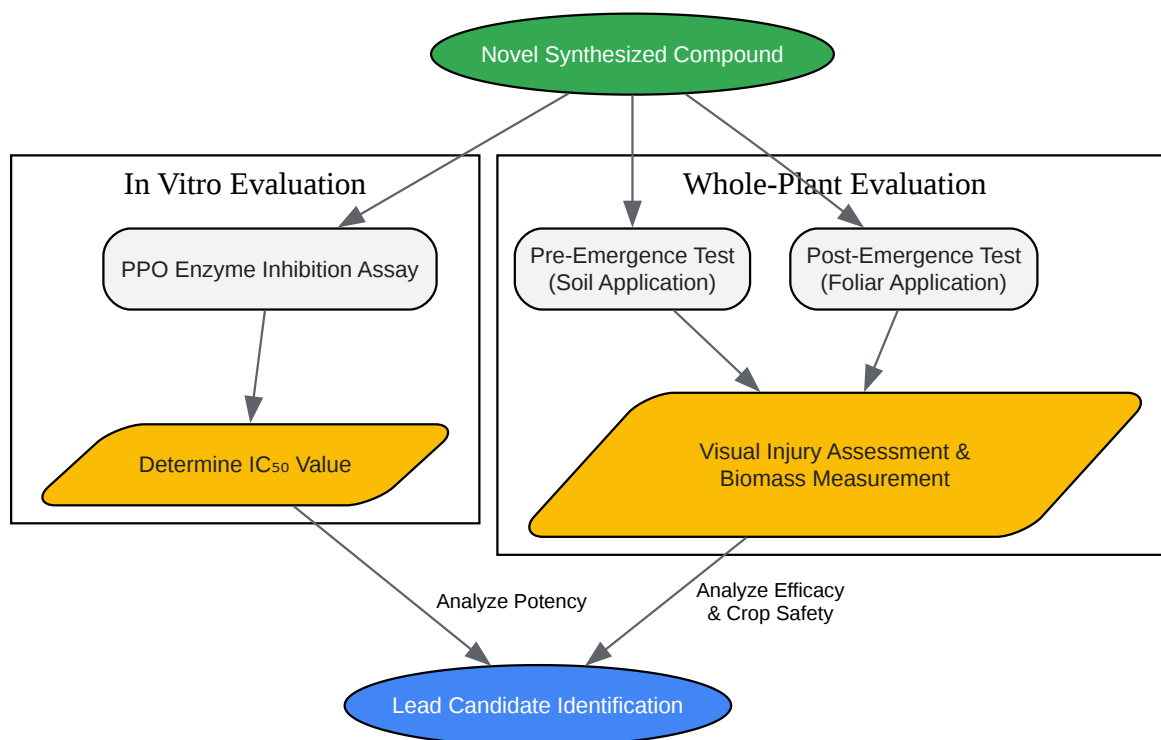 Novel Synthesized Compound
In Vitro Evaluation
Whole-Plant Evaluation
PPO Enzyme Inhibition Assay
Pre-Emergence Test
(Soil Application)
Post-Emergence Test
(Foliar Application)
Determine IC₅₀ Value
Visual Injury Assessment &
Biomass Measurement
Analyze Potency
Analyze Efficacy
& Crop Safety
Lead Candidate Identification